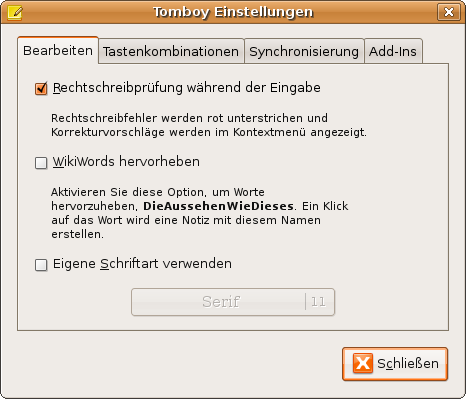 Tomboy Einstellungen
Bearbeiten Tastenkombinationen Synchronisierung Add-Ins
Rechtschreibprüfung während der Eingabe
Rechtschreibfehler werden rot unterstrichen und
Korrekturvorschläge werden im Kontextmenü angezeigt.
WikiWords hervorheben
Aktivieren Sie diese Option, um Worte
hervorzuheben, DieAussehenWieDieses. Ein Klick
auf das Wort wird eine Notiz mit diesem Namen
erstellen.
Eigene Schriftart verwenden
Serif 11
Schließen